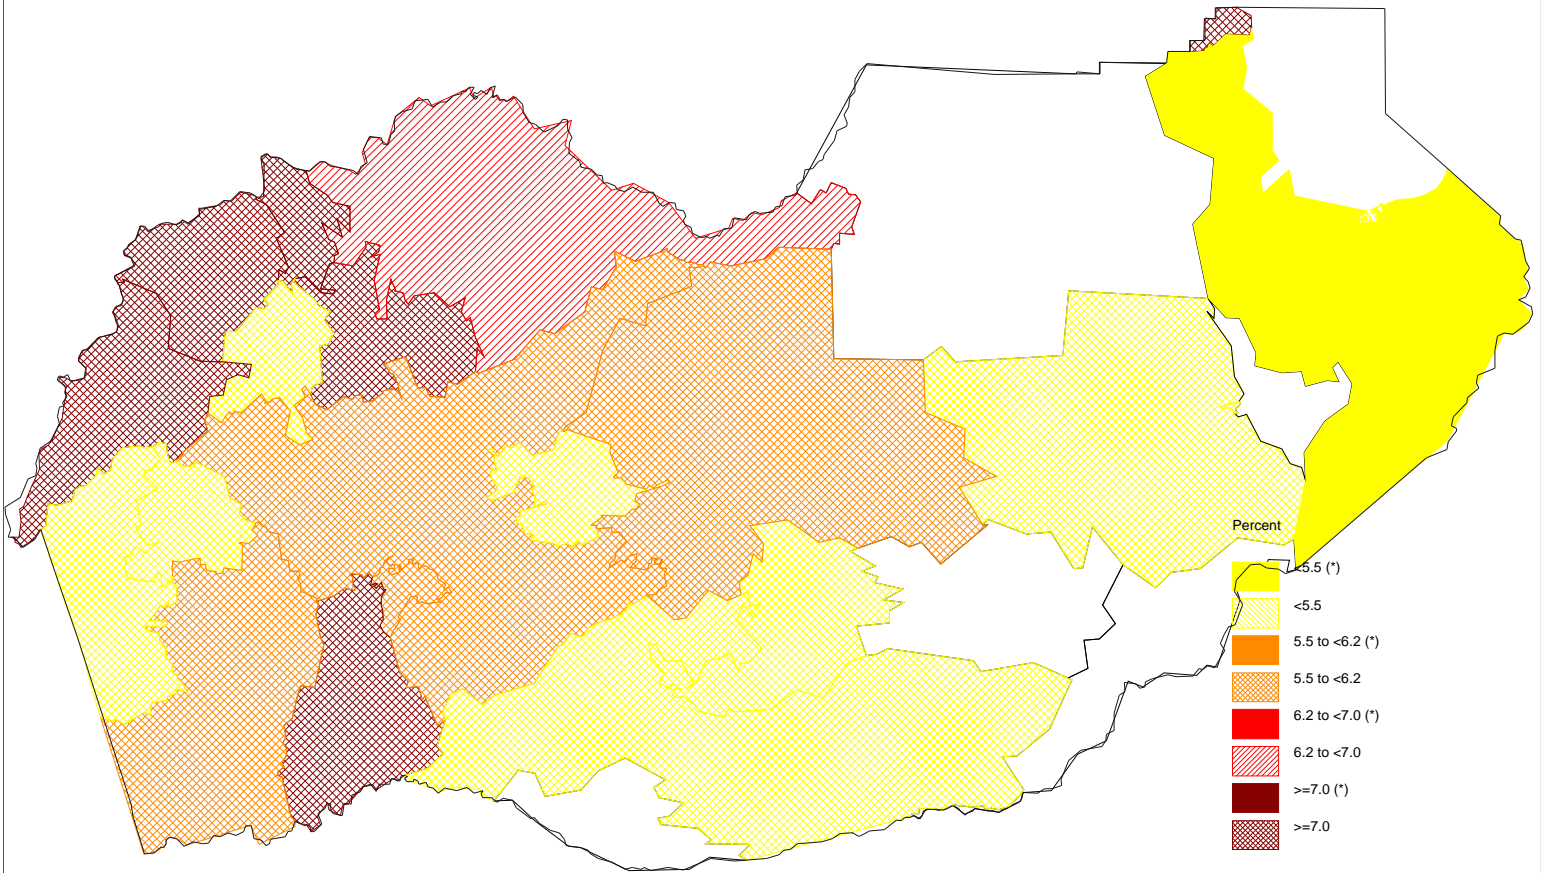 Percent
<5.5 (*)
<5.5
5.5 to <6.2 (*)
5.5 to <6.2
6.2 to <7.0 (*)
6.2 to <7.0
>=7.0 (*)
>=7.0